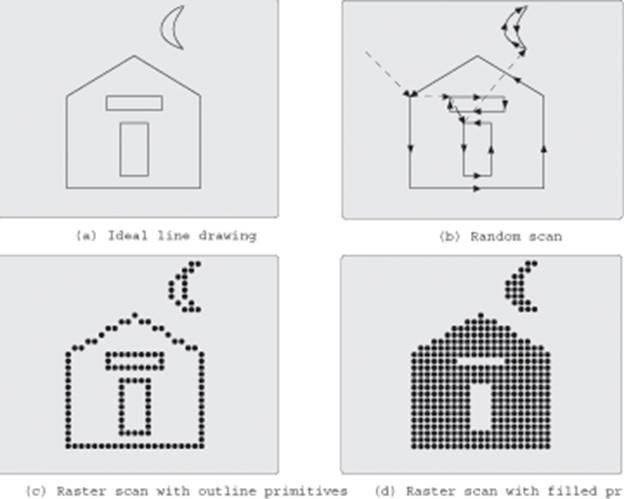 (a) Ideal line drawing
(b) Random scan
(c) Raster scan with outline primitives
(d) Raster scan with filled pr